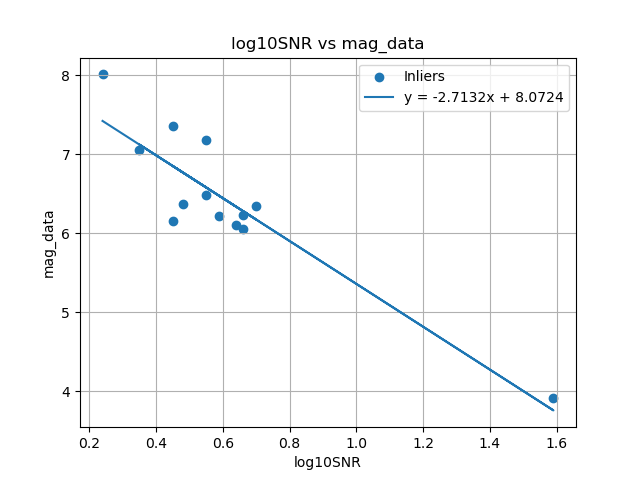 log10SNR vs mag_data
Inliers
y = -2.7132x + 8.0724
8
7
6
5
4
mag_data
0.2 0.4 0.6 0.8 1.0 1.2 1.4 1.6
log10SNR